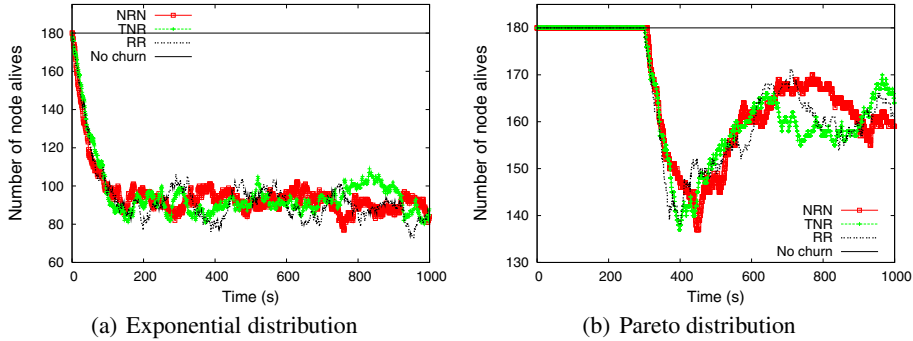 NRN
TNR
RR
No churn
Number of node alives
180
160
140
120
100
80
60
0
200
400
600
800
1000
Time (s)
(a) Exponential distribution
Number of node alives
180
170
160
150
140
130
NRN
TNR
RR
No churn
0
200
400
600
800
1000
Time (s)
(b) Pareto distribution